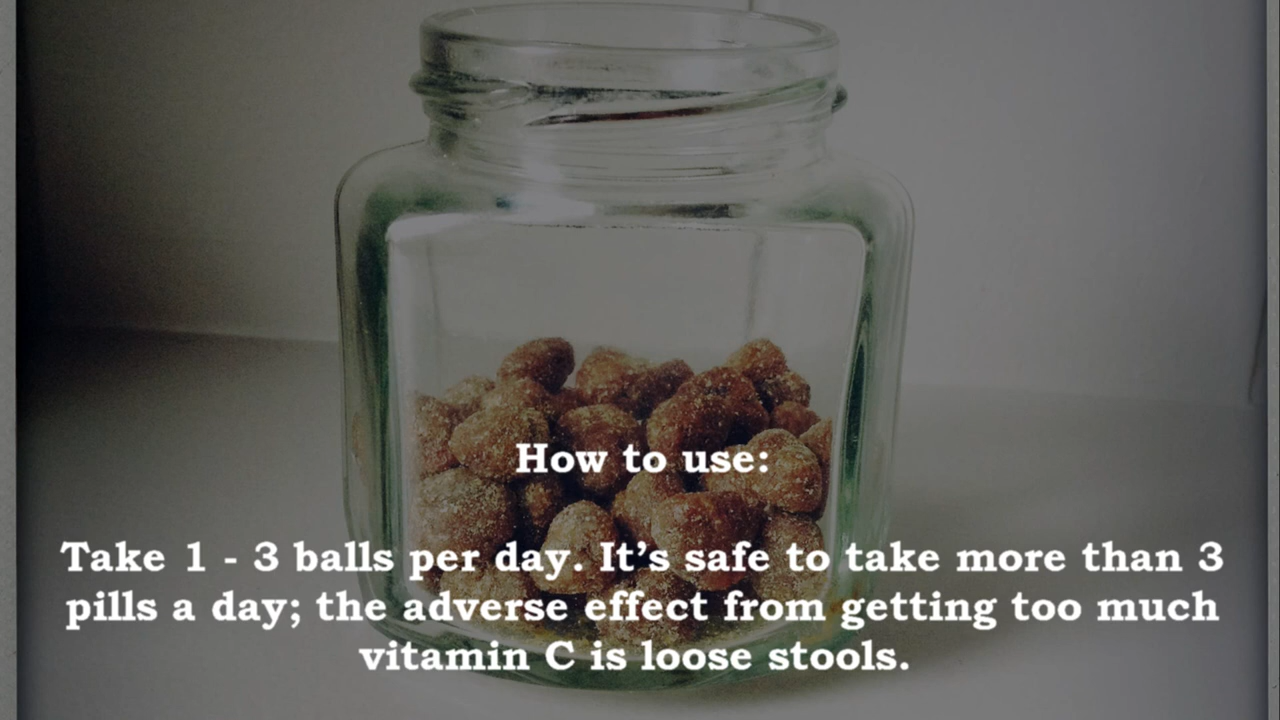 How to use:
Take 1 - 3 balls per day. It’s safe to take more than 3
pills a day; the adverse effect from getting too much
vitamin C is loose stools.